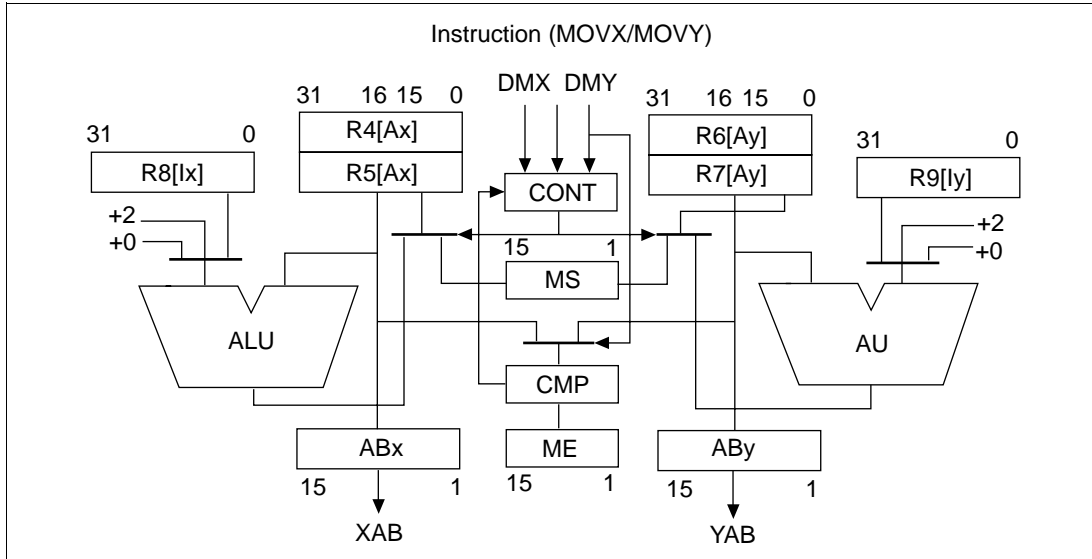 Instruction (MOVX/MOVY)
DMX DMY
31 16 15 0
31 16 15 0
R4[Ax]
R6[Ay]
31 0
31 0
R5[Ax]
R7[Ay]
R8[Ix]
CONT
R9[Iy]
+2
+0
+2
+0
15 1
MS
ALU
AU
CMP
ABx
ME
ABy
15 1
15 1
15 1
XAB
YAB